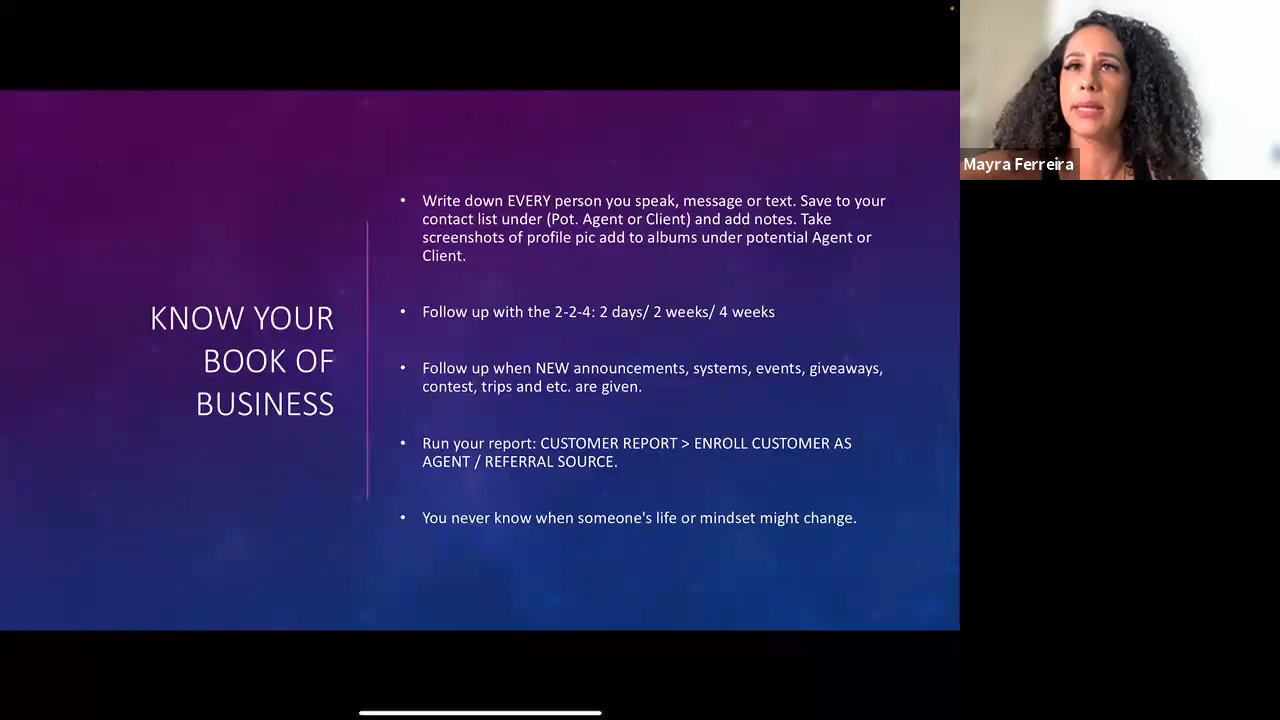 KNOW YOUR
BOOK OF
BUSINESS
• Write down EVERY person you speak, message or text. Save to your
contact list under (Pot. Agent or Client) and add notes. Take
screenshots of profile pic add to albums under potential Agent or
Client.
• Follow up with the 2-2-4: 2 days/ 2 weeks/ 4 weeks
• Follow up when NEW announcements, systems, events, giveaways,
contest, trips and etc. are given.
• Run your report: CUSTOMER REPORT > ENROLL CUSTOMER AS
AGENT / REFERRAL SOURCE.
• You never know when someone's life or mindset might change.
Mayra Ferreira